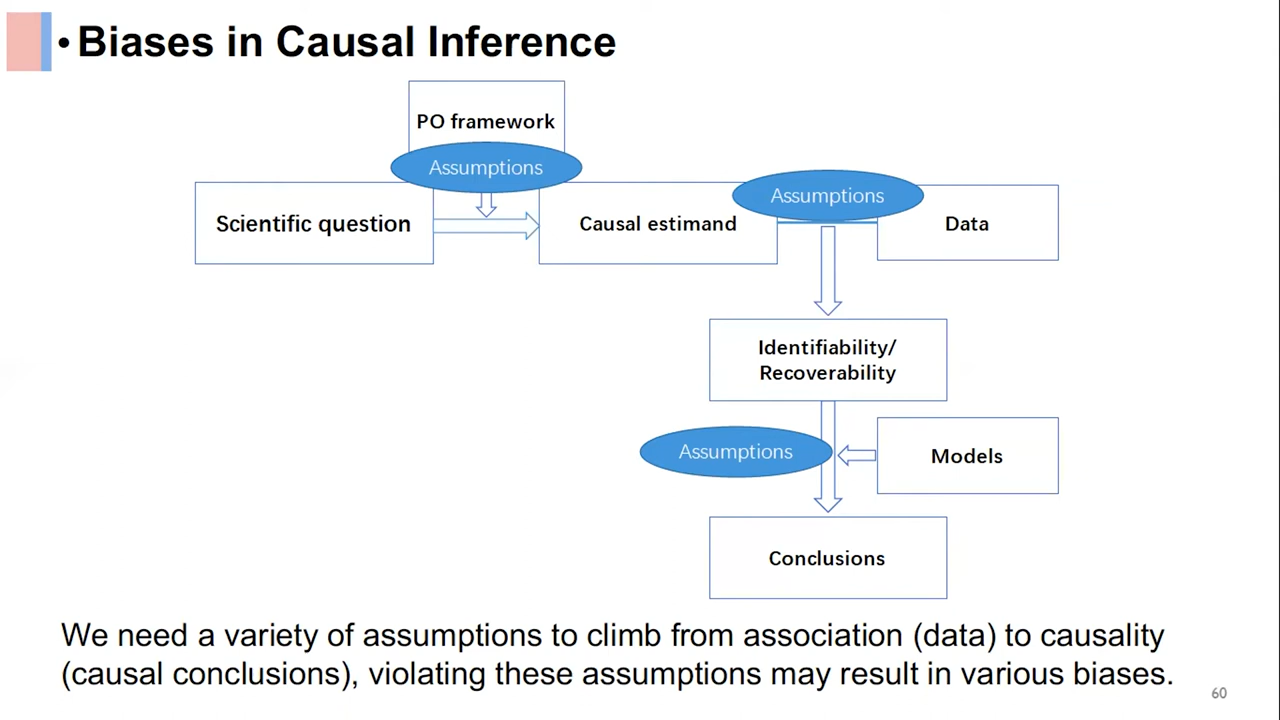 • Biases in Causal Inference
PO framework
Assumptions
Assumptions
Scientific question
Causal estimand
Data
Identifiability/
Recoverability
Assumptions
Models
Conclusions
We need a variety of assumptions to climb from association (data) to causality
(causal conclusions), violating these assumptions may result in various biases.
60